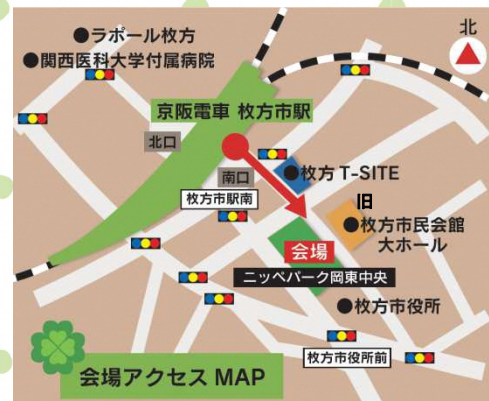 北
●ラポール枚方
●関西医科大学付属病院
京阪電車 枚方市駅
北口
南口
枚方市駅南
●枚方 T-SITE
旧
●枚方市民会館
大ホール
会場
ニッペパーク岡東中央
●枚方市役所
枚方市役所前
会場アクセス MAP